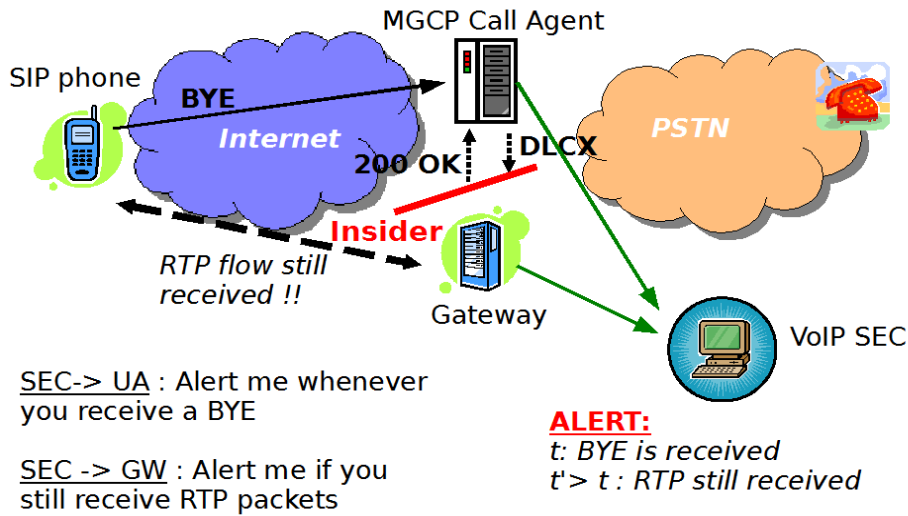 MGCP Call Agent
SIP phone
BYE
Internet
PSTN
200 OK
DLCX
Insider
RTP flow still
received !!
Gateway
VoIP SEC
SEC-> UA : Alert me whenever
you receive a BYE
SEC -> GW : Alert me if you
still receive RTP packets
ALERT:
t: BYE is received
t'> t : RTP still received